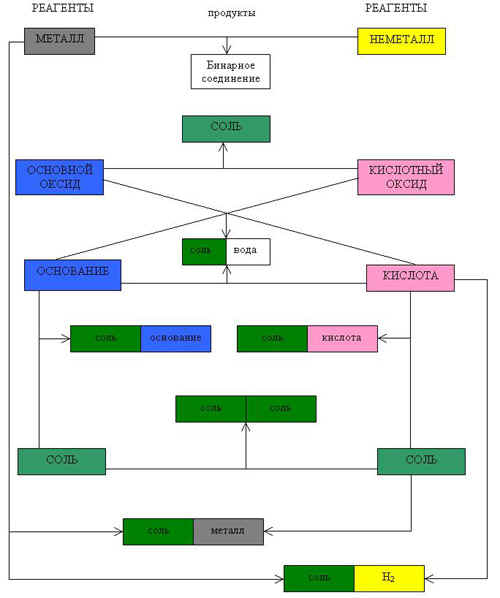 РЕАГЕНТЫ
продукты
РЕАГЕНТЫ
МЕТАЛЛ
НЕМЕТАЛЛ
Бинарное
соединение
СОЛЬ
ОСНОВНОЙ
ОКСИД
КИСЛОТНЫЙ
ОКСИД
соль
вода
ОСНОВАНИЕ
КИСЛОТА
соль
основание
соль
кислота
соль
соль
СОЛЬ
СОЛЬ
соль
металл
соль
H₂